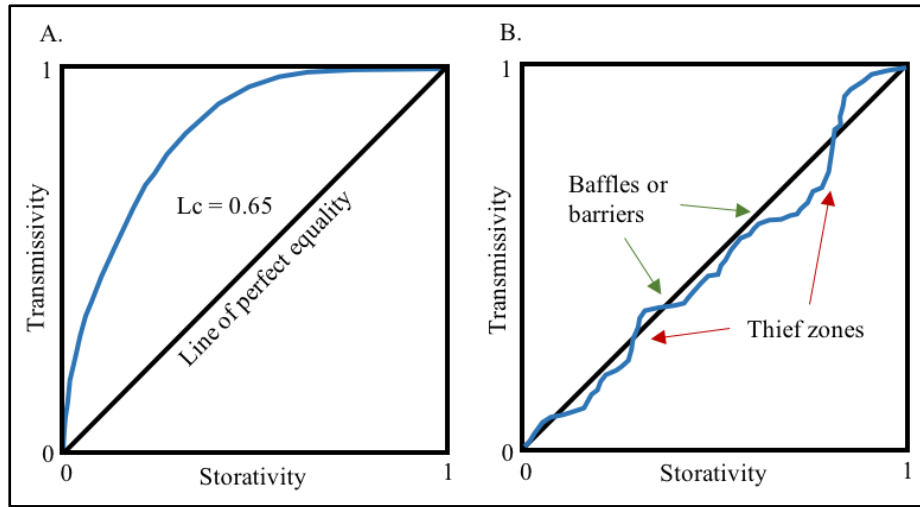 A.
1
Transmissivity
Lc = 0.65
Line of perfect equality
0
0
1
Storativity
B.
1
Transmissivity
Baffles or
barriers
Thief zones
0
0
1
Storativity